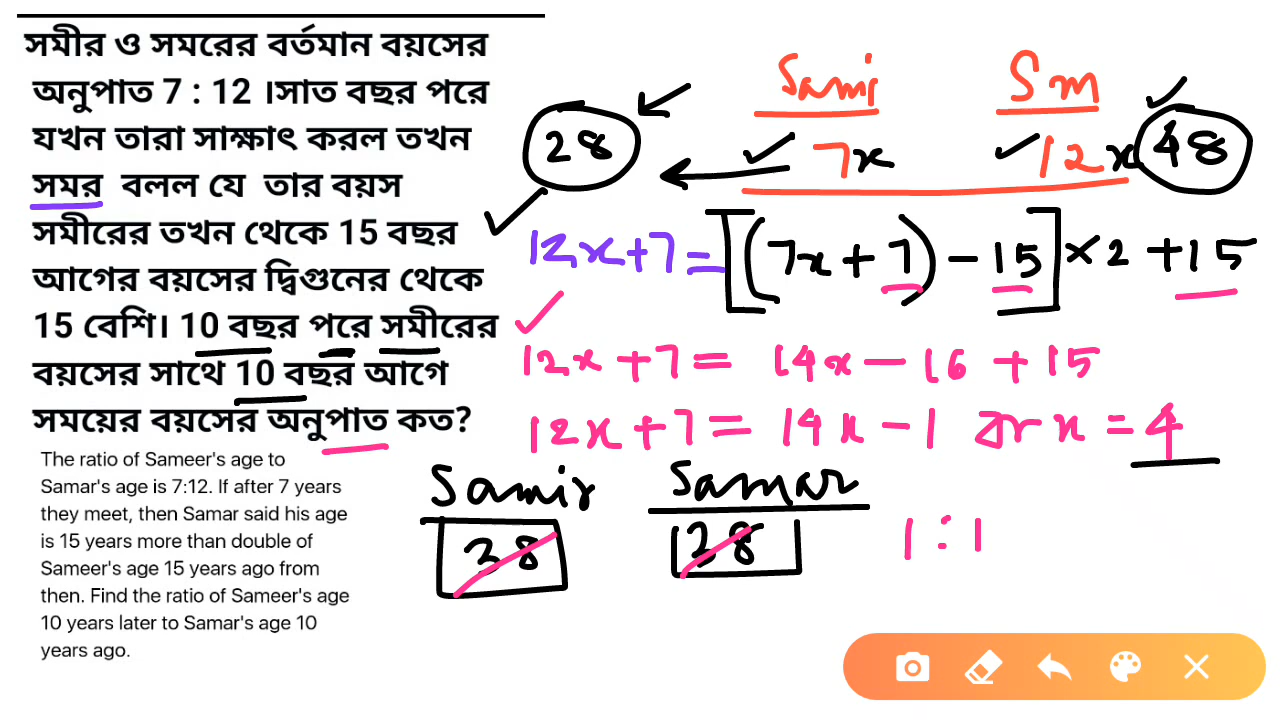 সমীর ও সমরের বর্তমান বয়সের
অনুপাত 7 : 12 ।সাত বছর পরে
যখন তারা সাক্ষাৎ করল তখন
সমর বলল যে তার বয়স
সমীরের তখন থেকে 15 বছর
আগের বয়সের দ্বিগুনের থেকে
15 বেশি। 10 বছর পরে সমীরের
বয়সের সাথে 10 বছর আগে
সময়ের বয়সের অনুপাত কত?
The ratio of Sameer's age to
Samar's age is 7:12. If after 7 years
they meet, then Samar said his age
is 15 years more than double of
Sameer's age 15 years ago from
then. Find the ratio of Sameer's age
10 years later to Samar's age 10
years ago.
Samir Sm
28 7x 12x 48
12x+7= [(7x+7)-15]×2 +15
12x+7= 14x-16 +15
12x+7= 14x-1 or x = 4
Samir Samar
38 38 1:1